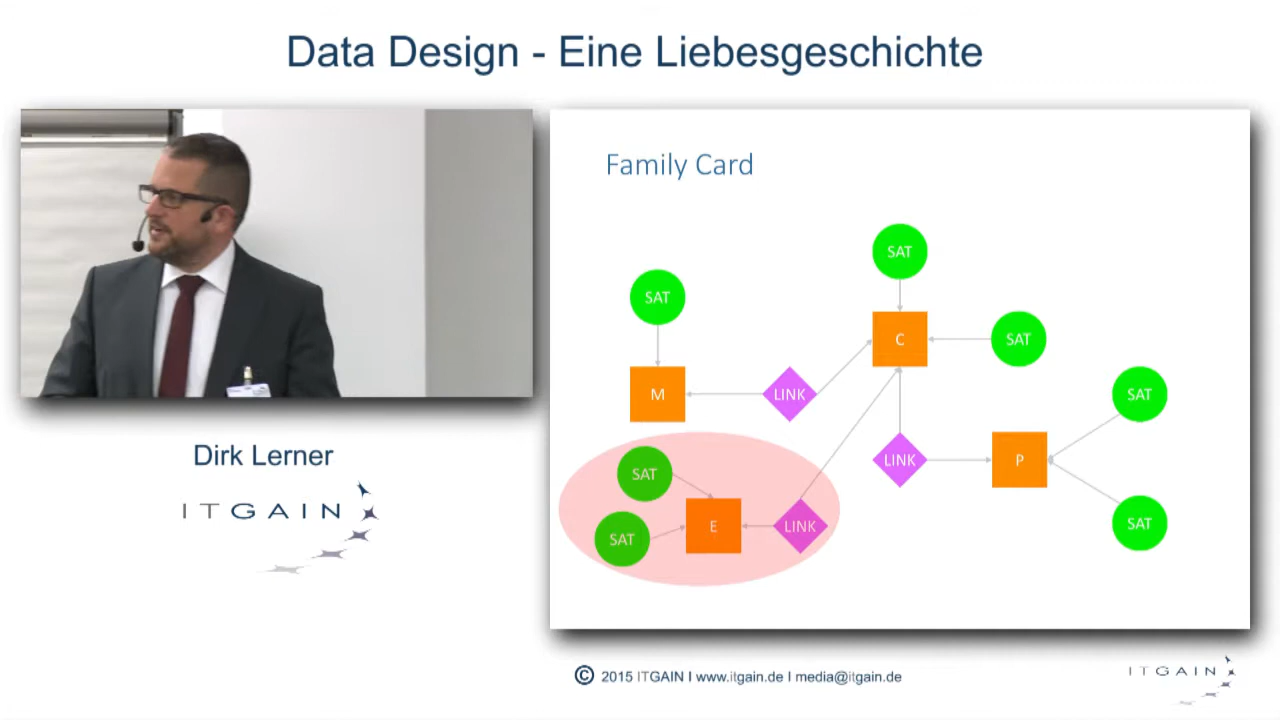 Data Design - Eine Liebesgeschichte
Family Card
SAT
SAT
C
SAT
M
LINK
SAT
SAT
LINK
P
E
LINK
SAT
SAT
Dirk Lerner
ITGAIN
© 2015 ITGAIN I www.itgain.de I media@itgain.de
ITGAIN